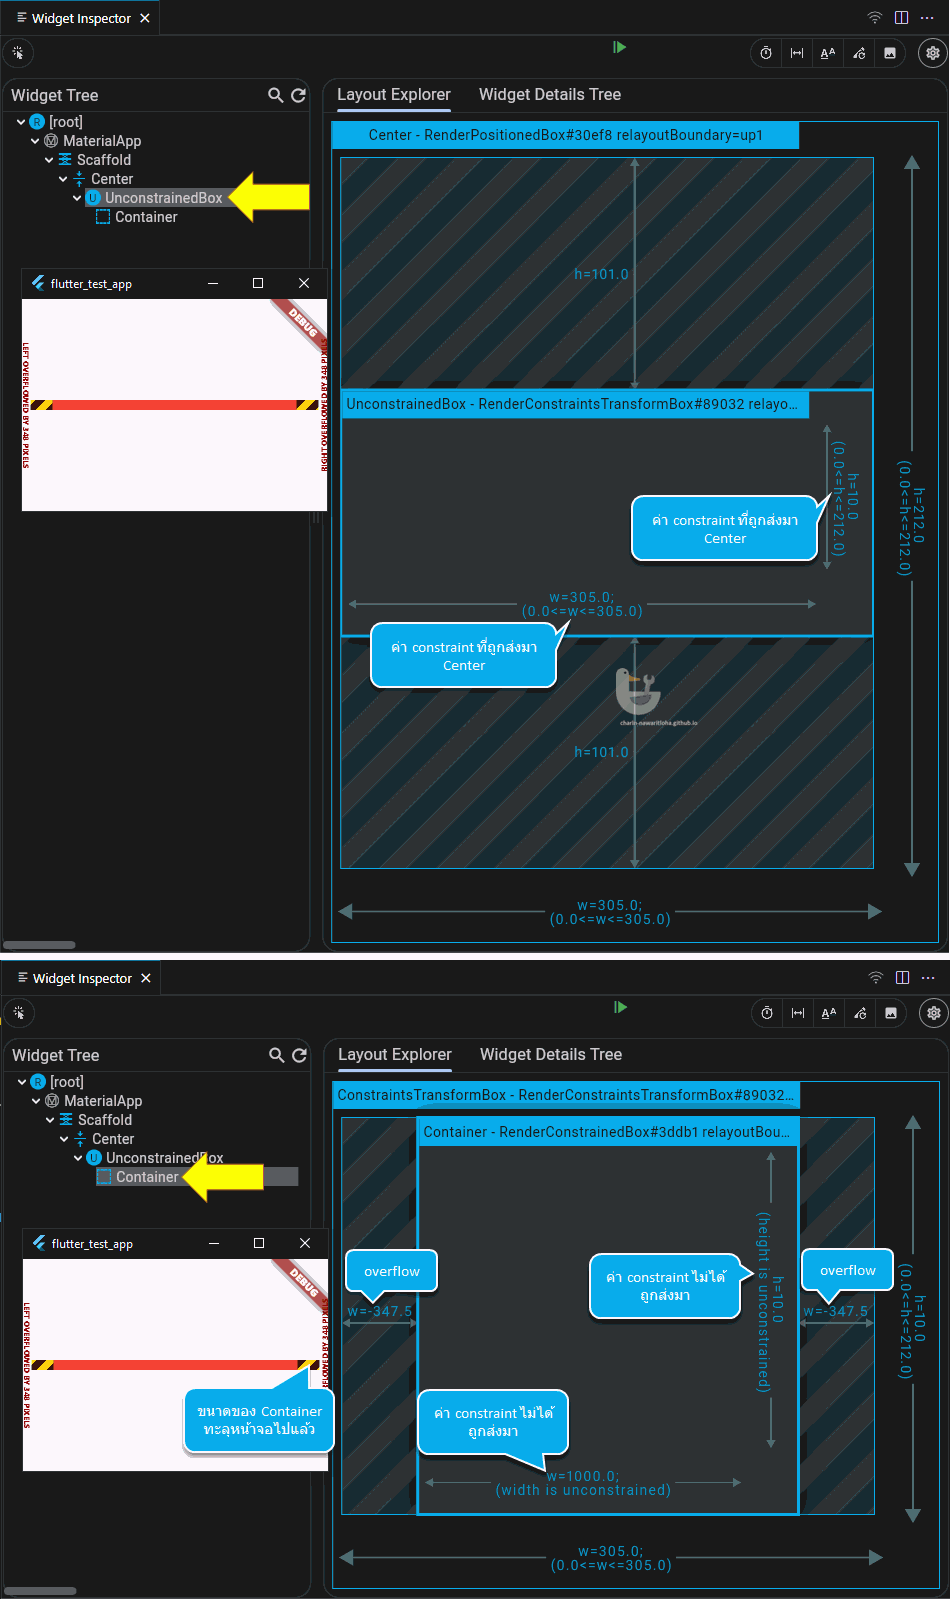 Widget Inspector
Widget Tree
Layout Explorer
Widget Details Tree
R [root]
M MaterialApp
Scaffold
Center
U UnconstrainedBox
Container
flutter_test_app
DEBUG
LEFT OVERFLOWED BY 348 PIXELS
RIGHT OVERFLOWED BY 348 PIXELS
Center - RenderPositionedBox#30ef8 relayoutBoundary=up1
h=101.0
UnconstrainedBox - RenderConstraintsTransformBox#89032 relayo...
h=10.0
(0.0<=h<=212.0)
ค่า constraint ที่ถูกส่งมา
Center
w=305.0;
(0.0<=w<=305.0)
ค่า constraint ที่ถูกส่งมา
Center
charin-nawaritloha.github.io
h=101.0
h=212.0
(0.0<=h<=212.0)
w=305.0;
(0.0<=w<=305.0)
Widget Inspector
Widget Tree
Layout Explorer
Widget Details Tree
R [root]
M MaterialApp
Scaffold
Center
U UnconstrainedBox
Container
flutter_test_app
DEBUG
LEFT OVERFLOWED BY 348 PIXELS
FLOWED BY 348 PIXELS
ขนาดของ Container
ทะลุหน้าจอไปแล้ว
ConstraintsTransformBox - RenderConstraintsTransformBox#89032...
Container - RenderConstrainedBox#3ddb1 relayoutBou...
overflow
w=-347.5
ค่า constraint ไม่ได้
ถูกส่งมา
h=10.0
(height is unconstrained)
overflow
w=-347.5
ค่า constraint ไม่ได้
ถูกส่งมา
w=1000.0;
(width is unconstrained)
h=10.0
(0.0<=h<=212.0)
w=305.0;
(0.0<=w<=305.0)